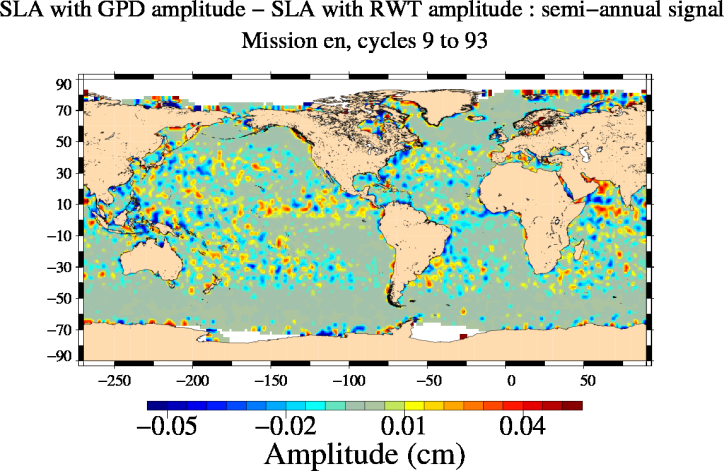 SLA with GPD amplitude − SLA with RWT amplitude : semi−annual signal
Mission en, cycles 9 to 93
90
70
50
30
10
−10
−30
−50
−70
−90
−250 −200 −150 −100 −50 0 50
−0.05 −0.02 0.01 0.04
Amplitude (cm)